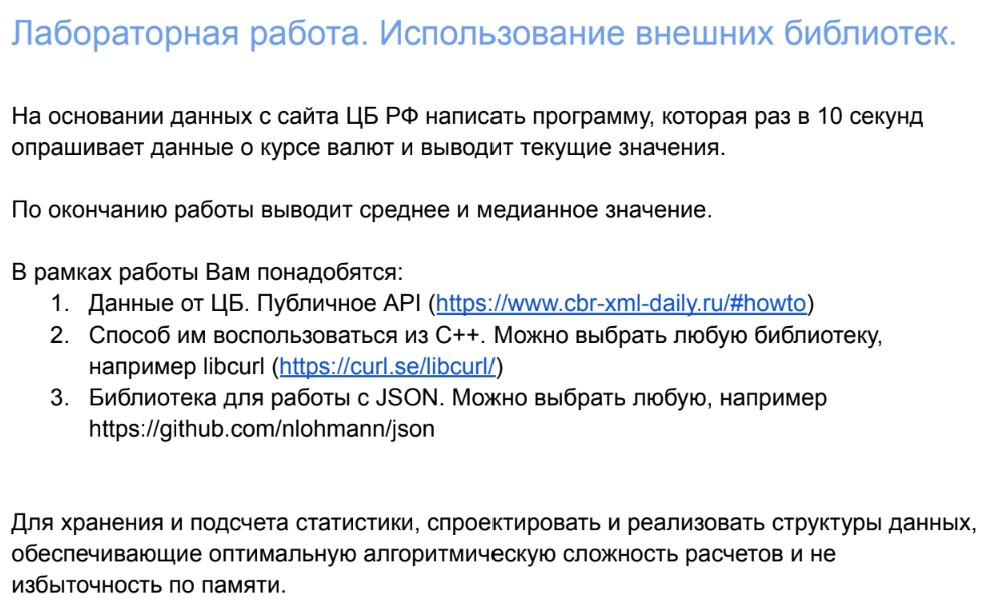 Лабораторная работа. Использование внешних библиотек.
На основании данных с сайта ЦБ РФ написать программу, которая раз в 10 секунд
опрашивает данные о курсе валют и выводит текущие значения.
По окончанию работы выводит среднее и медианное значение.
В рамках работы Вам понадобятся:
1. Данные от ЦБ. Публичное API (https://www.cbr-xml-daily.ru/#howto)
2. Способ им воспользоваться из C++. Можно выбрать любую библиотеку,
например libcurl (https://curl.se/libcurl/)
3. Библиотека для работы с JSON. Можно выбрать любую, например
https://github.com/nlohmann/json
Для хранения и подсчета статистики, спроектировать и реализовать структуры данных,
обеспечивающие оптимальную алгоритмическую сложность расчетов и не
избыточность по памяти.